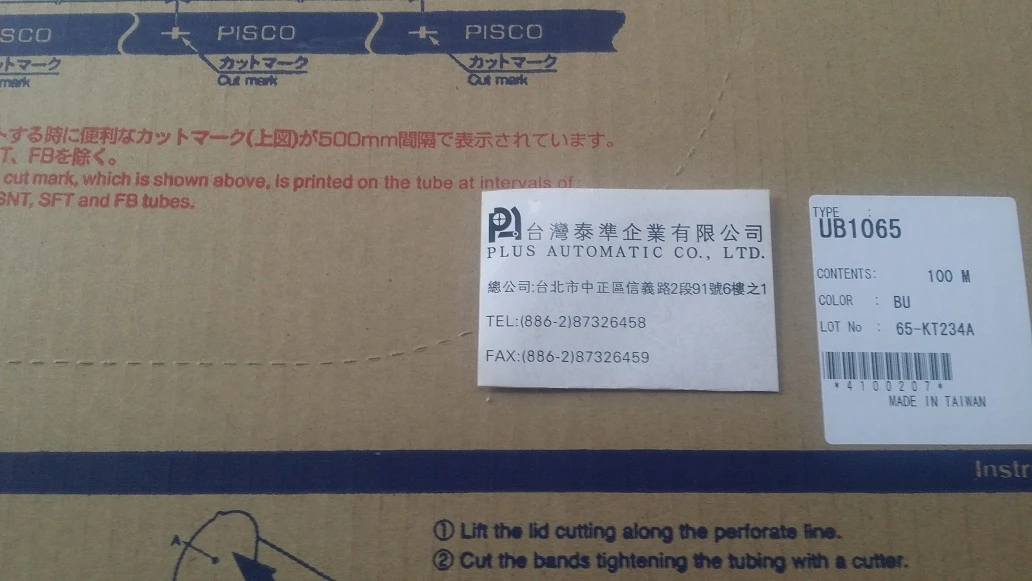 SCO
PISCO
PISCO
ットマーク
mark
カットマーク
Cut mark
カットマーク
Cut mark
トする時に便利なカットマーク(上図)が500mm間隔で表示されています。
T、FBを除く。
cut mark, which is shown above, is printed on the tube at intervals of
SNT, SFT and FB tubes.
台灣泰準企業有限公司
PLUS AUTOMATIC CO., LTD.
總公司:台北市中正區信義路2段91號6樓之1
TEL:(886-2)87326458
FAX:(886-2)87326459
TYPE :
UB1065
CONTENTS: 100 M
COLOR : BU
LOT No : 65-KT234A
*4100207*
MADE IN TAIWAN
Instr
A
① Lift the lid cutting along the perforate line.
② Cut the bands tightening the tubing with a cutter.